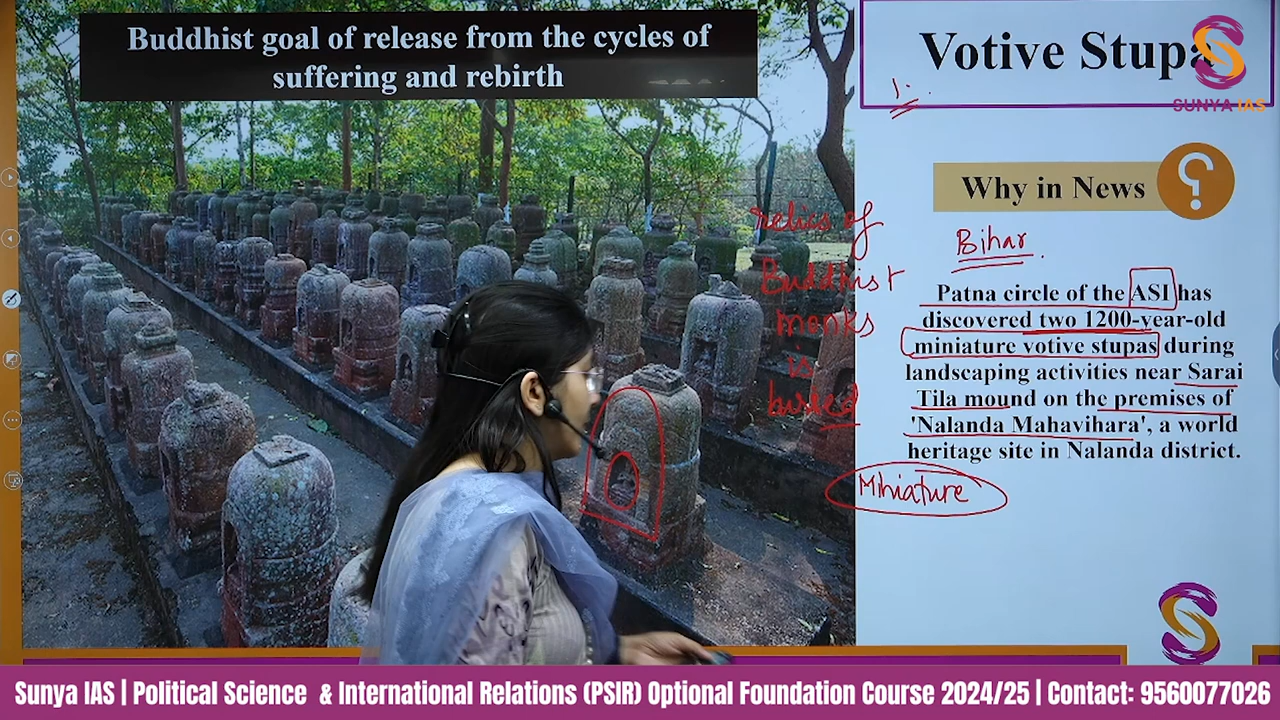 Buddhist goal of release from the cycles of
suffering and rebirth
Votive Stupa
SUNYA IAS
1.
Why in News
?
relics of
Buddhist
monks
is
buried
Bihar
Patna circle of the ASI has
discovered two 1200-year-old
miniature votive stupas during
landscaping activities near Sarai
Tila mound on the premises of
'Nalanda Mahavihara', a world
heritage site in Nalanda district.
Miniature
Sunya IAS | Political Science & International Relations (PSIR) Optional Foundation Course 2024/25 | Contact: 9560077026